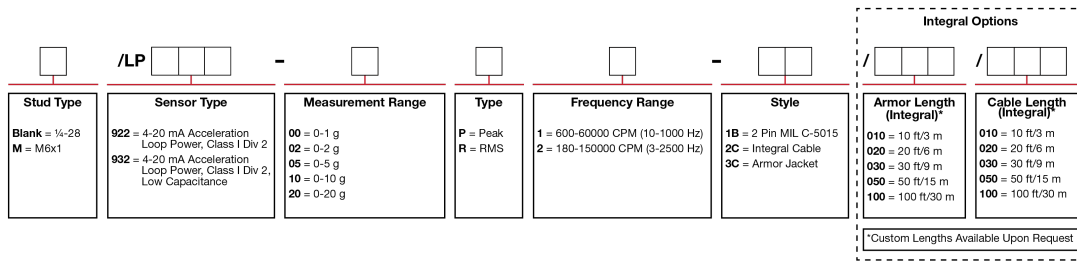 Integral Options
/LP
-
-
/
/
Stud Type
Blank = ¼-28
M = M6x1
Sensor Type
922 = 4-20 mA Acceleration
Loop Power, Class I Div 2
932 = 4-20 mA Acceleration
Loop Power, Class I Div 2,
Low Capacitance
Measurement Range
00 = 0-1 g
02 = 0-2 g
05 = 0-5 g
10 = 0-10 g
20 = 0-20 g
Type
P = Peak
R = RMS
Frequency Range
1 = 600-60000 CPM (10-1000 Hz)
2 = 180-150000 CPM (3-2500 Hz)
Style
1B = 2 Pin MIL C-5015
2C = Integral Cable
3C = Armor Jacket
Armor Length
(Integral)*
010 = 10 ft/3 m
020 = 20 ft/6 m
030 = 30 ft/9 m
050 = 50 ft/15 m
100 = 100 ft/30 m
Cable Length
(Integral)*
010 = 10 ft/3 m
020 = 20 ft/6 m
030 = 30 ft/9 m
050 = 50 ft/15 m
100 = 100 ft/30 m
*Custom Lengths Available Upon Request